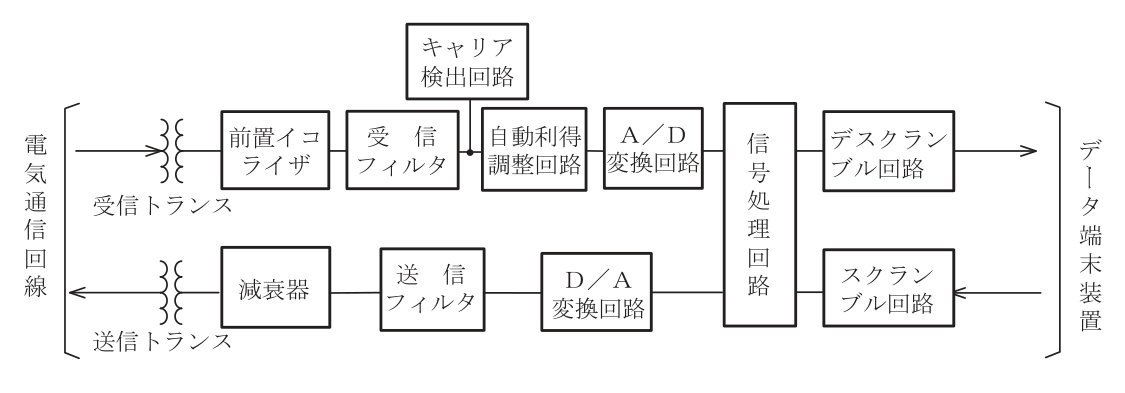 キャリア
検出回路
電気通信回線
前置イコ
ライザ
受　信
フィルタ
自動利得
調整回路
A／D
変換回路
信号処理回路
デスクラン
ブル回路
データ端末装置
受信トランス
減衰器
送　信
フィルタ
D／A
変換回路
スクラン
ブル回路
送信トランス